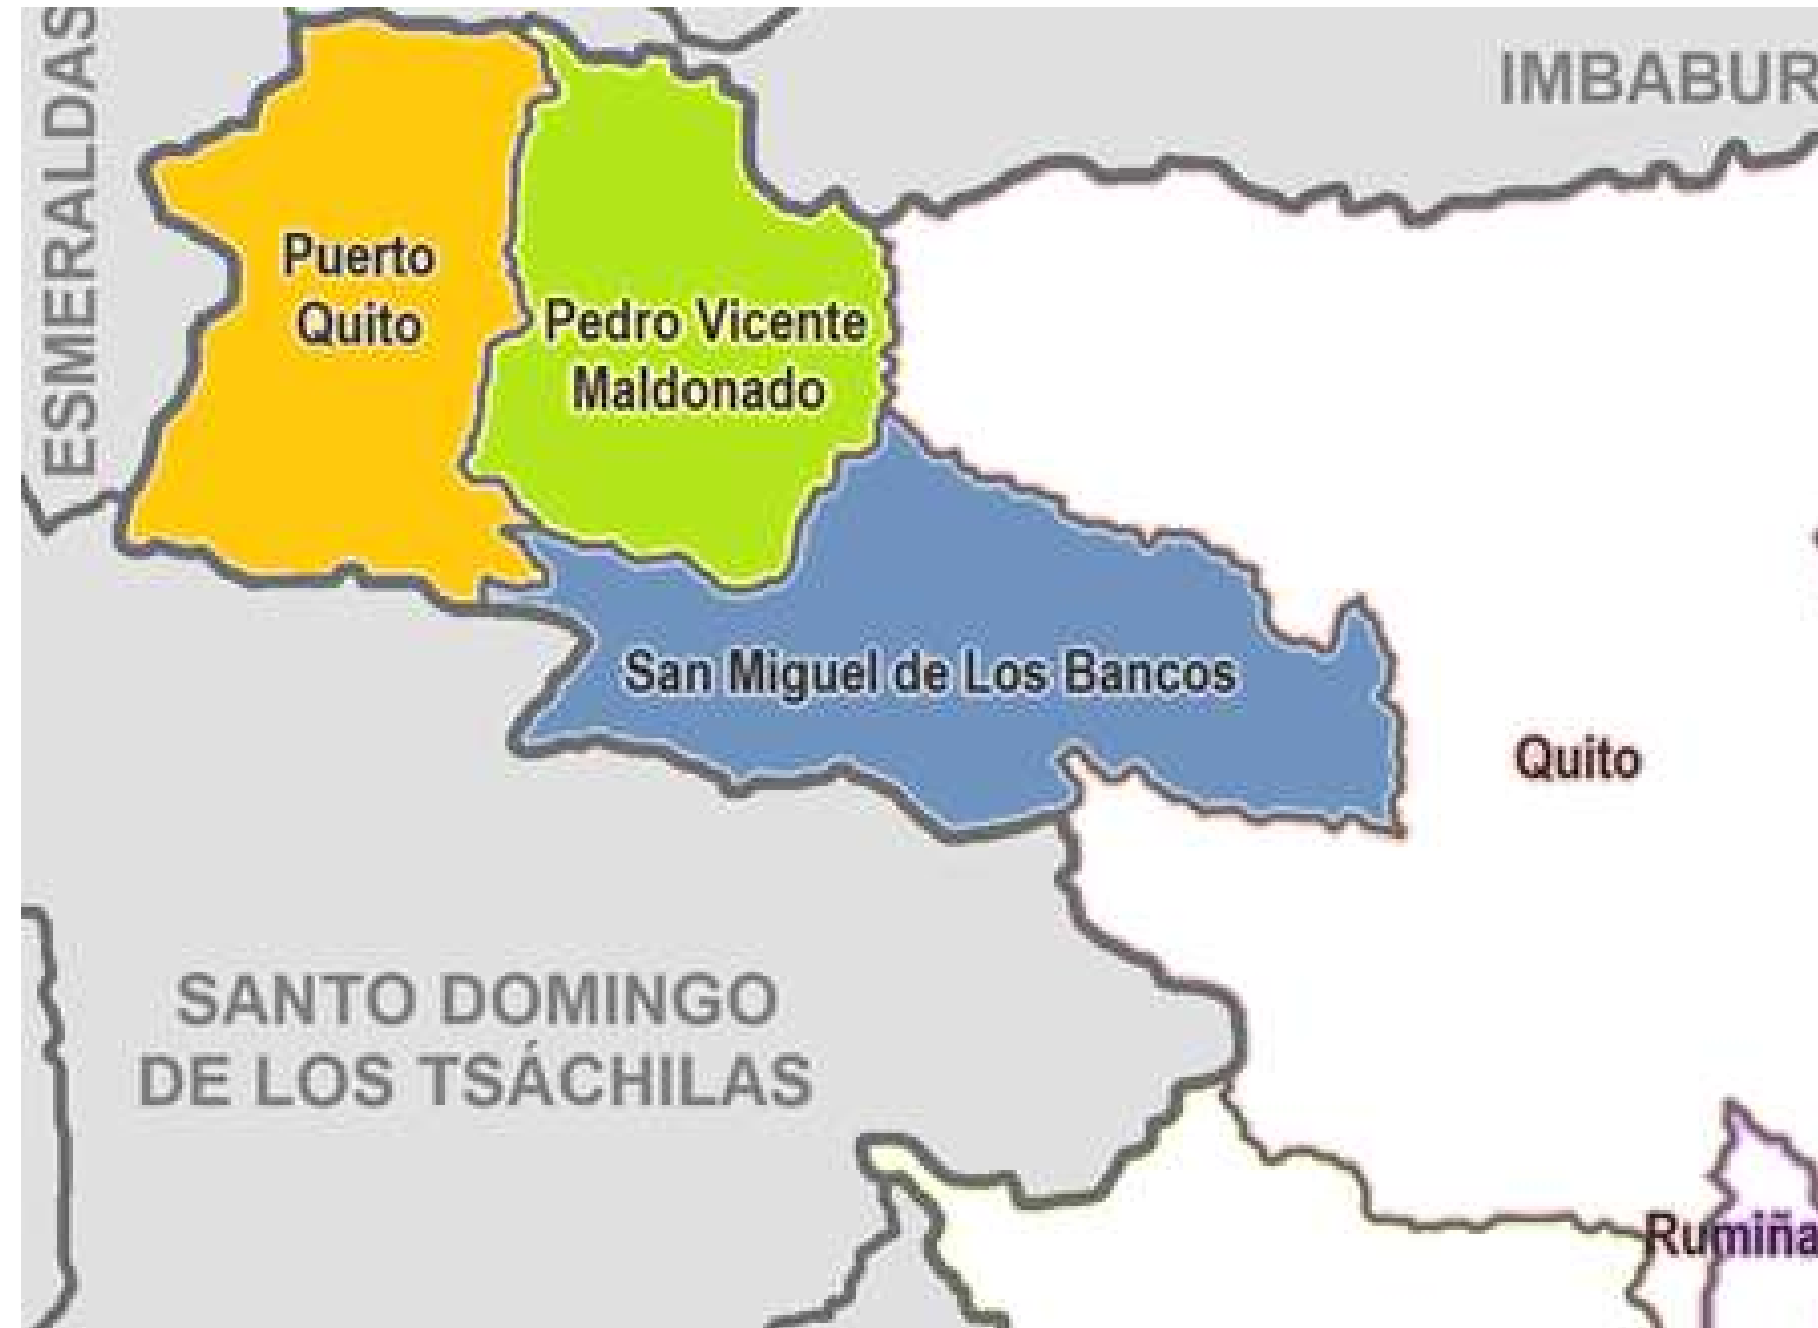 ESMERALDAS
IMBABUR
Puerto
Quito
Pedro Vicente
Maldonado
San Miguel de Los Bancos
Quito
SANTO DOMINGO
DE LOS TSÁCHILAS
Rumiña